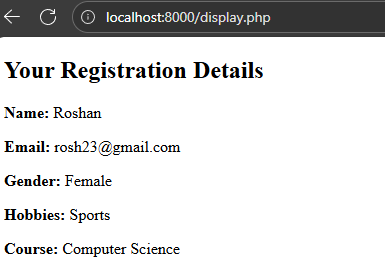 localhost:8000/display.php
Your Registration Details
Name: Roshan
Email: rosh23@gmail.com
Gender: Female
Hobbies: Sports
Course: Computer Science